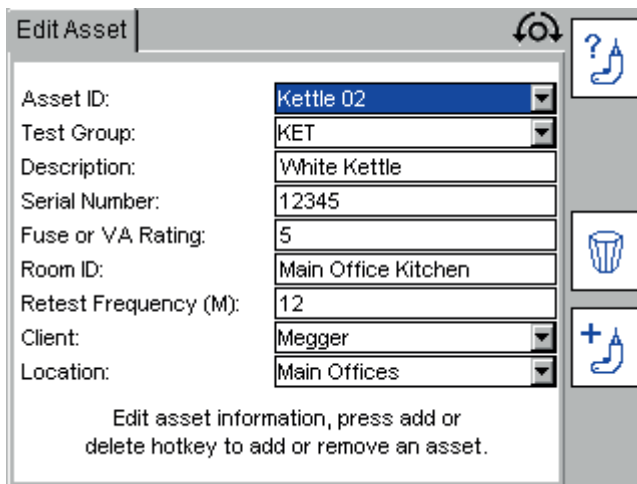 Edit Asset
?
Asset ID: Kettle 02
Test Group: KET
Description: White Kettle
Serial Number: 12345
Fuse or VA Rating: 5
Room ID: Main Office Kitchen
Retest Frequency (M): 12
Client: Megger
Location: Main Offices
+
Edit asset information, press add or
delete hotkey to add or remove an asset.